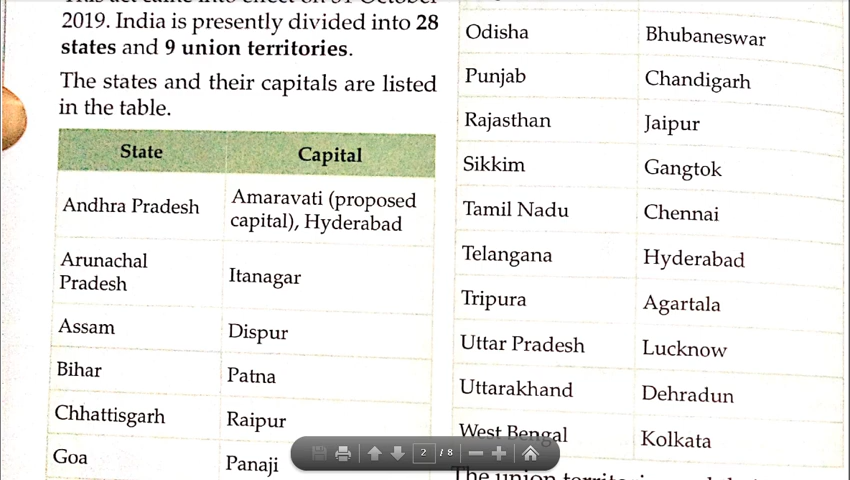 2019. India is presently divided into 28
states and 9 union territories.
The states and their capitals are listed
in the table.
State Capital
Andhra Pradesh Amaravati (proposed
capital), Hyderabad
Arunachal
Pradesh Itanagar
Assam Dispur
Bihar Patna
Chhattisgarh Raipur
Goa Panaji
Odisha Bhubaneswar
Punjab Chandigarh
Rajasthan Jaipur
Sikkim Gangtok
Tamil Nadu Chennai
Telangana Hyderabad
Tripura Agartala
Uttar Pradesh Lucknow
Uttarakhand Dehradun
West Bengal Kolkata
The union
2 / 8